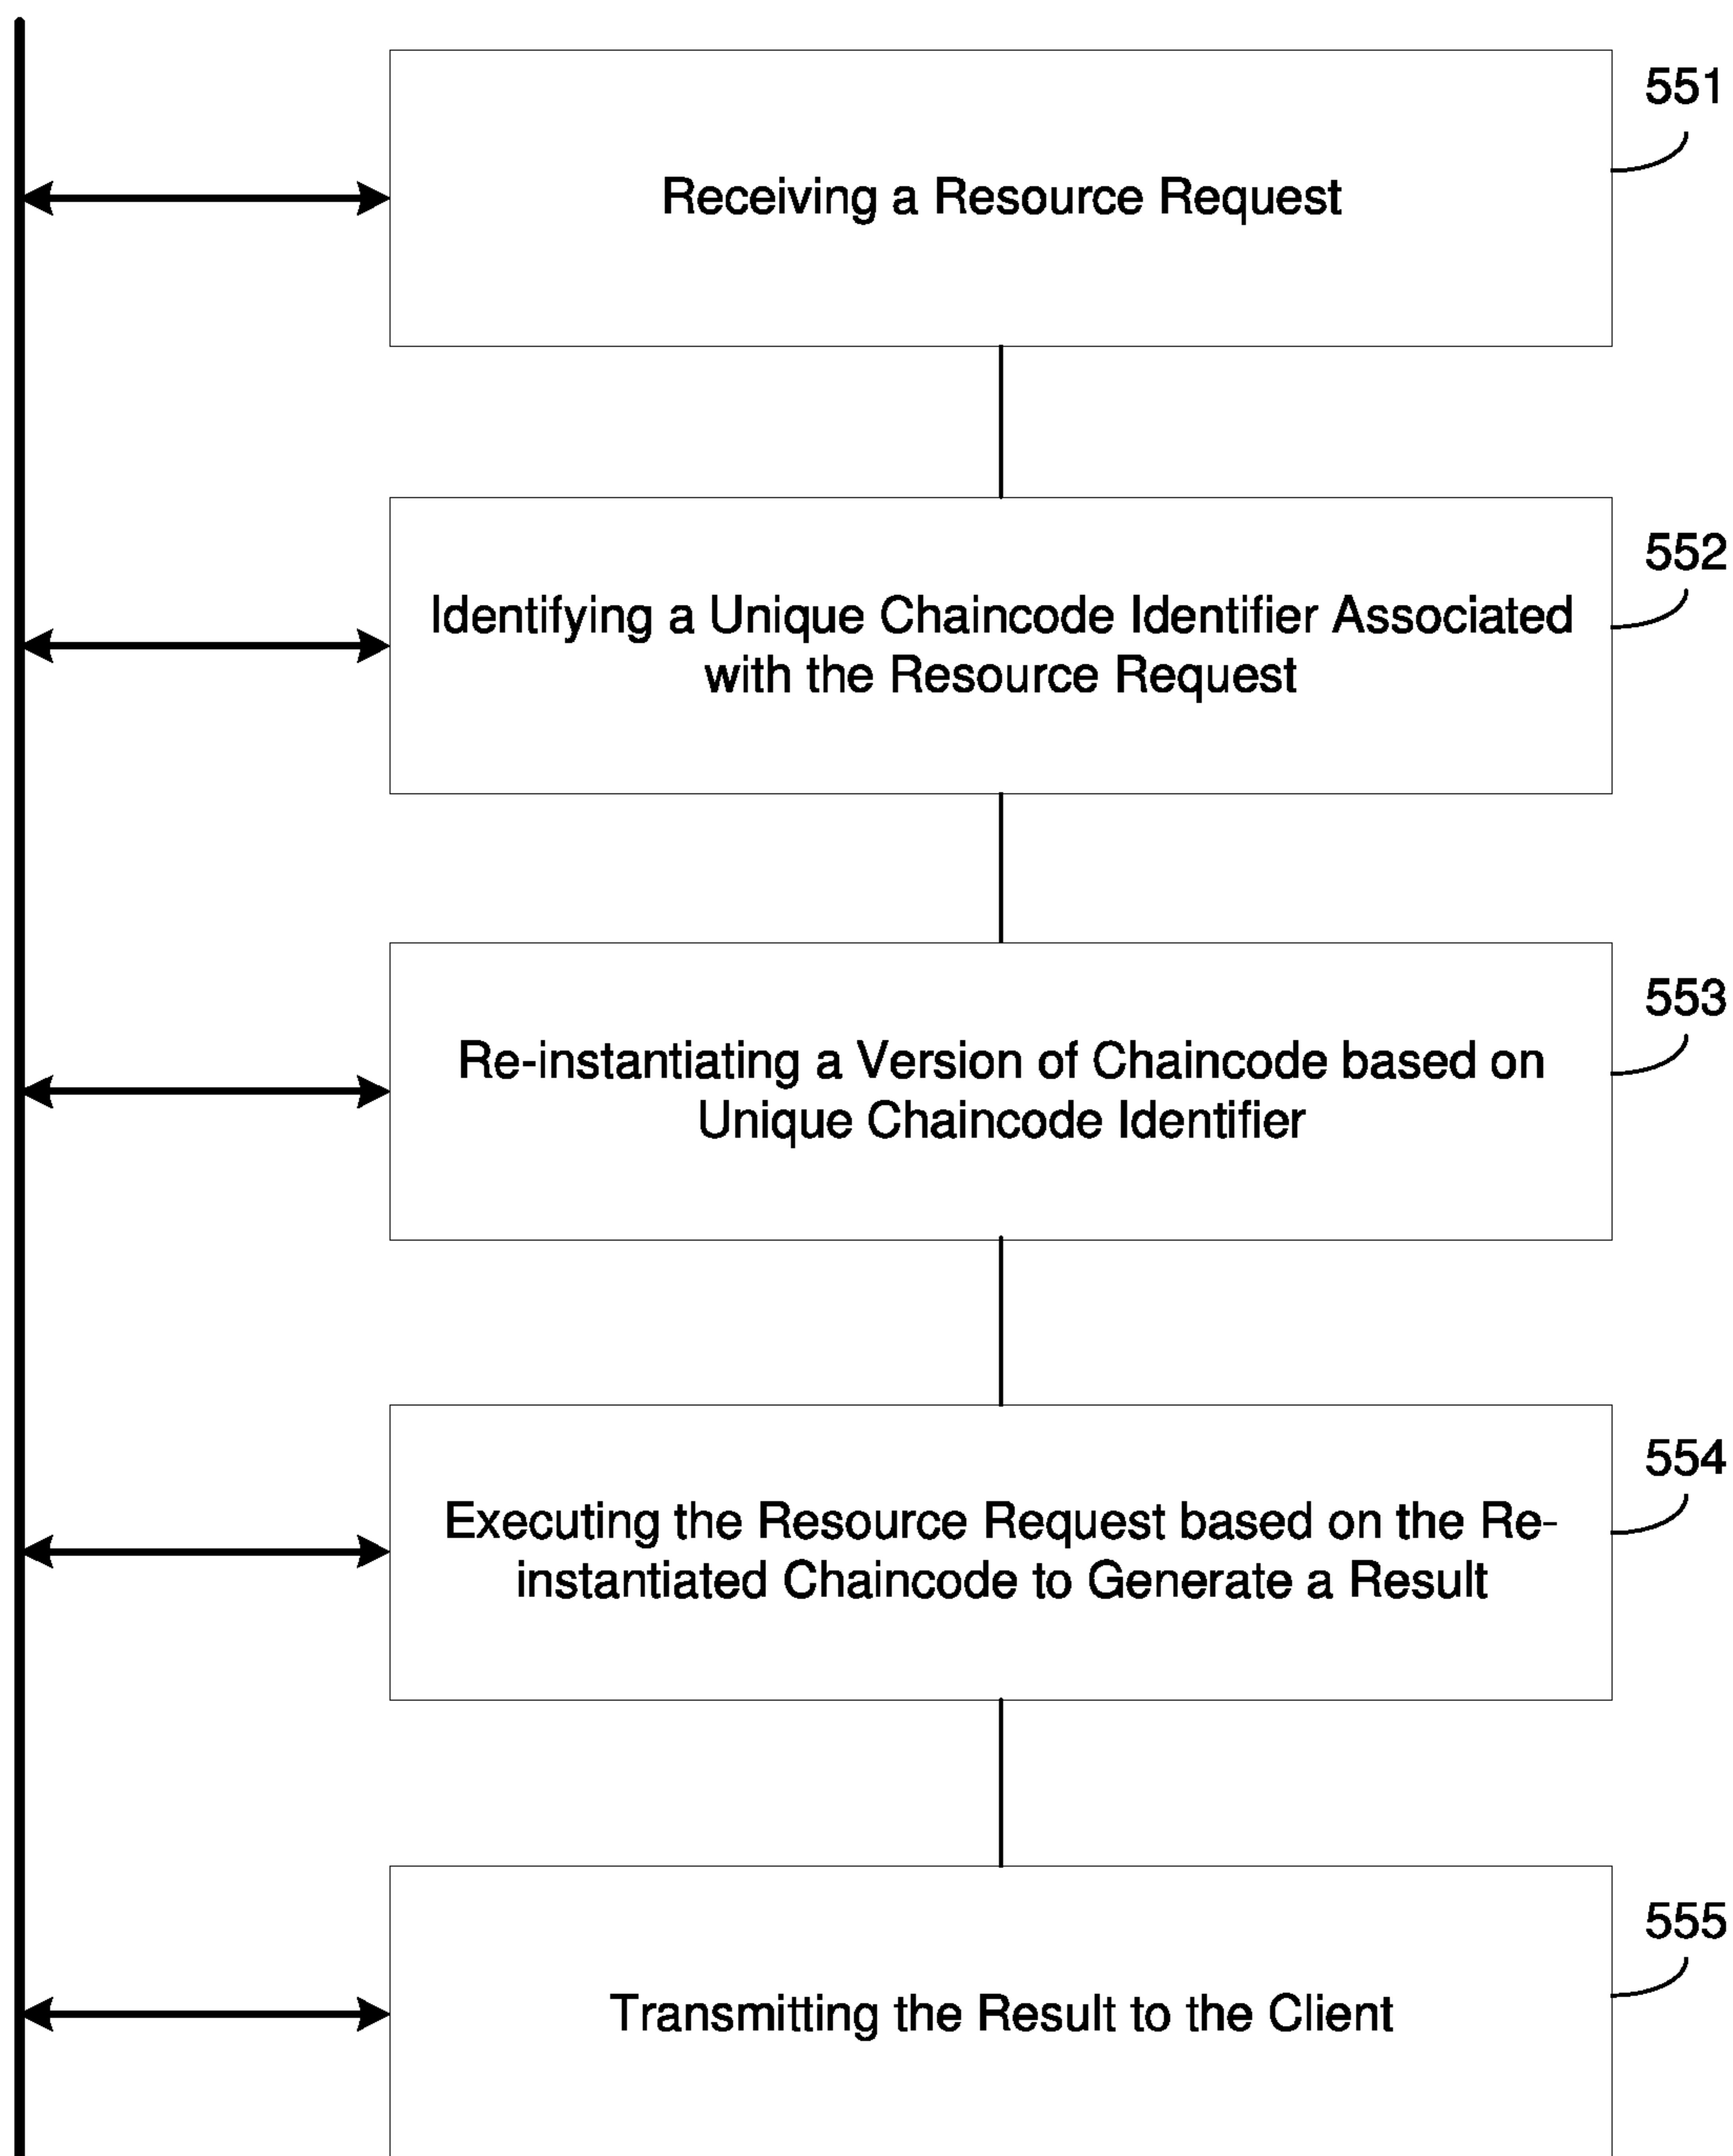 551
Receiving a Resource Request
552
Identifying a Unique Chaincode Identifier Associated
with the Resource Request
553
Re-instantiating a Version of Chaincode based on
Unique Chaincode Identifier
554
Executing the Resource Request based on the Re-
instantiated Chaincode to Generate a Result
555
Transmitting the Result to the Client